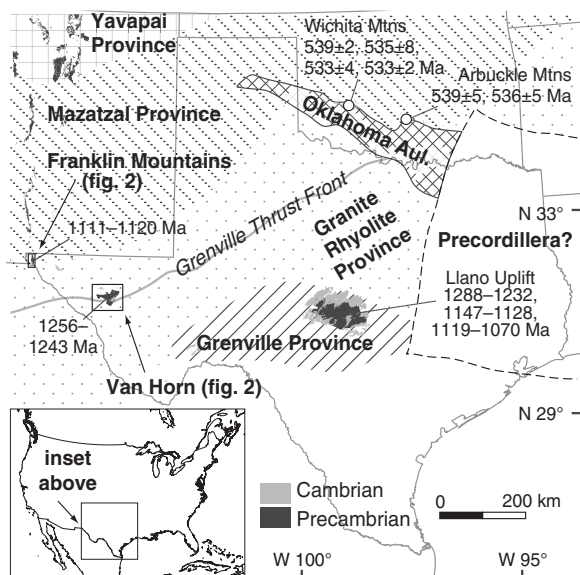 Yavapai
Province
Wichita Mtns
539±2, 535±8,
533±4, 533±2 Ma
Arbuckle Mtns
539±5, 536±5 Ma
Mazatzal Province
Oklahoma Aul.
Franklin Mountains
(fig. 2)
1111–1120 Ma
Grenville Thrust Front
Granite
Rhyolite
Province
N 33°
Precordillera?
Llano Uplift
1288–1232,
1147–1128,
1119–1070 Ma
1256–
1243 Ma
Grenville Province
Van Horn (fig. 2)
N 29°
inset
above
Cambrian
Precambrian
0 200 km
W 100° W 95°